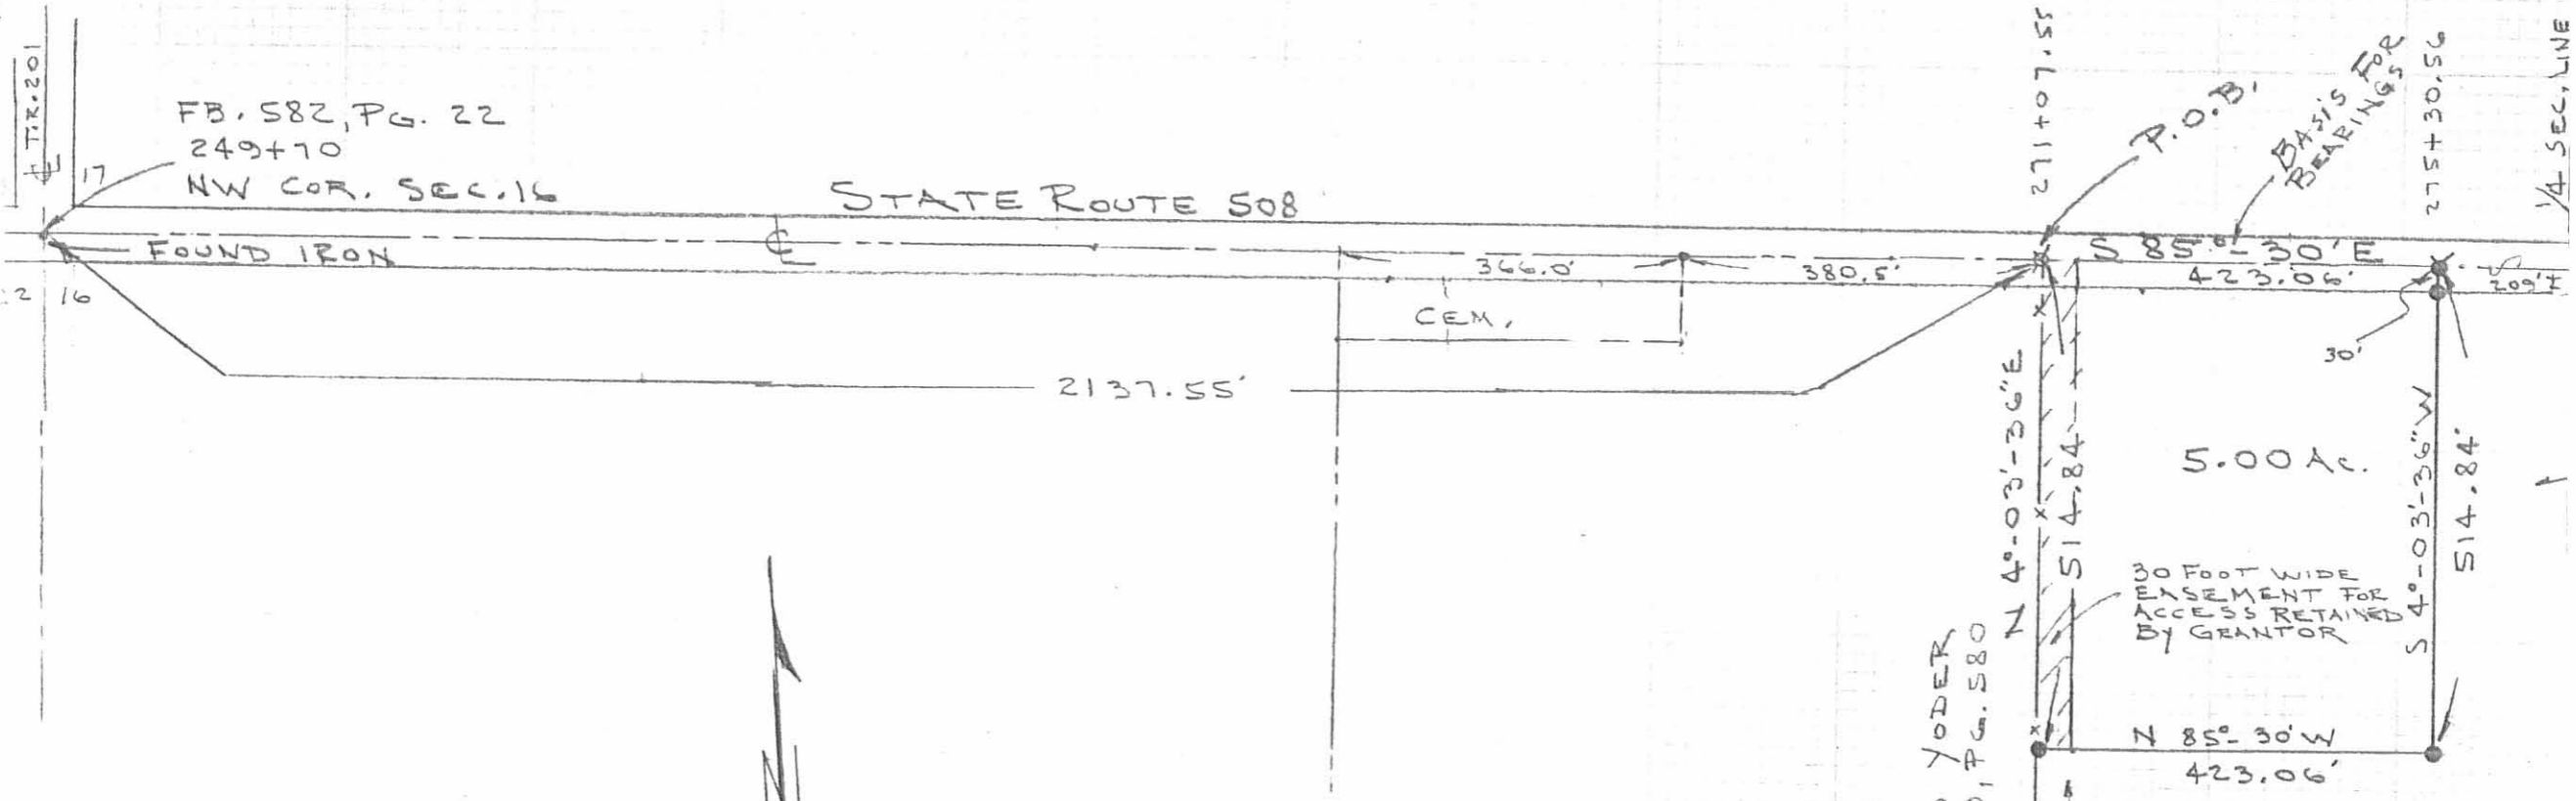 T.R. 201
℄
FB. 582, PG. 22
249+70
NW COR. SEC. 16
17
FOUND IRON
2 16
STATE ROUTE 508
℄
366.0'
380.5'
CEM.
2137.55'
271+07.55
P.O.B.
BASIS FOR
BEARINGS
275+30.56
1/4 SEC. LINE
S 85°-30' E
423.06'
209'±
30'
N 4°-03'-36" E
514.84
5.00 AC.
S 4°-03'-36" W
514.84'
30 FOOT WIDE
EASEMENT FOR
ACCESS RETAINED
BY GRANTOR
YODER
PG. 580
N 85°-30' W
423.06'
N